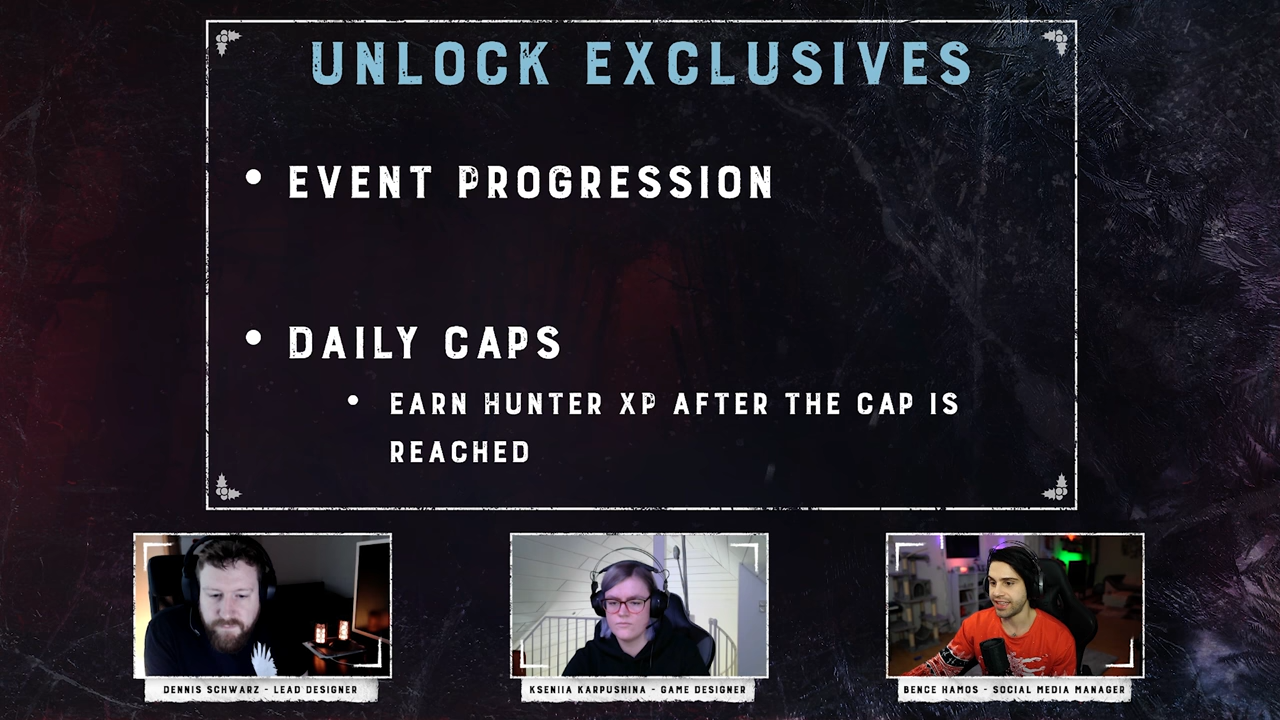 UNLOCK EXCLUSIVES
• EVENT PROGRESSION
• DAILY CAPS
• EARN HUNTER XP AFTER THE CAP IS
REACHED
DENNIS SCHWARZ - LEAD DESIGNER
KSENIIA KARPUSHINA - GAME DESIGNER
BENCE HAMOS - SOCIAL MEDIA MANAGER